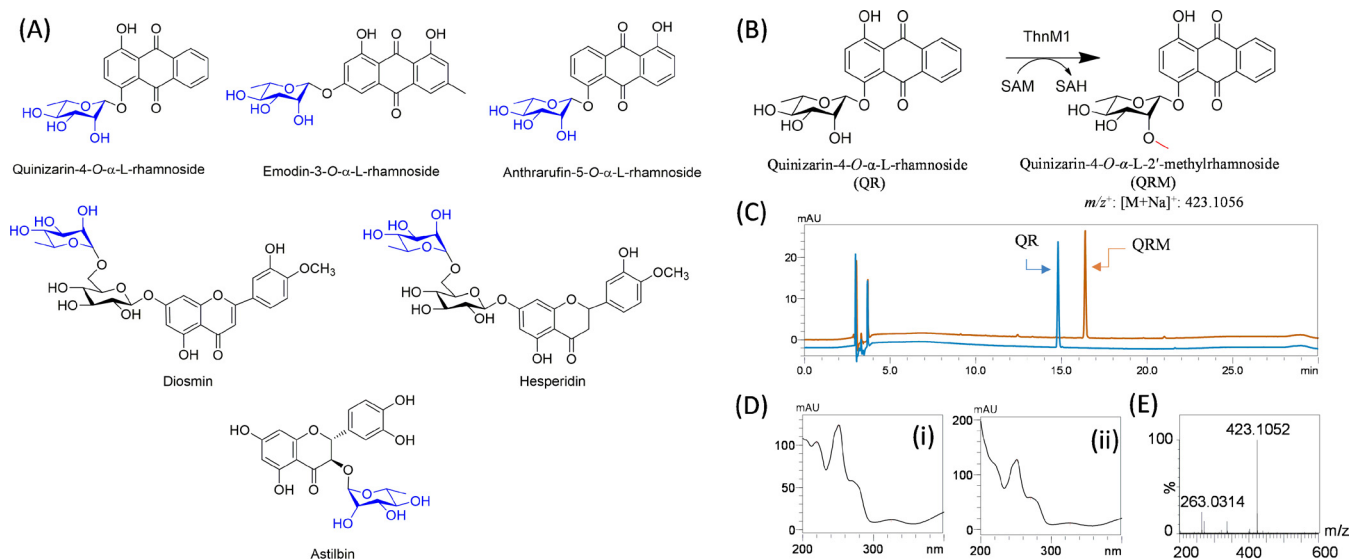 (A)
OH
O
OH
O
OH
O
OH
O
OH
O
O
HO
HO
OH
O
Quinizarin-4-O-α-L-rhamnoside
O
HO
HO
OH
O
O
Emodin-3-O-α-L-rhamnoside
O
HO
HO
OH
O
O
Anthrarufin-5-O-α-L-rhamnoside
OH
HO
HO
O
O
O
HO
HO
OH
O
O
OH
OCH₃
OH
O
Diosmin
OH
HO
HO
O
O
O
HO
HO
OH
O
O
OH
OCH₃
OH
O
Hesperidin
OH
OH
HO
O
OH
O
O
O
OH
HO
OH
Astilbin
(B)
OH
O
O
O
O
HO
HO
OH
Quinizarin-4-O-α-L-rhamnoside
(QR)
ThnM1
SAM
SAH
OH
O
O
O
O
HO
HO
O
Quinizarin-4-O-α-L-2′-methylrhamnoside
(QRM)
m/z⁺: [M+Na]⁺: 423.1056
(C)
mAU
20
10
0
QR
QRM
0.0
5.0
10.0
15.0
20.0
25.0
min
(D)
mAU
100
50
0
(i)
200
300
nm
mAU
200
100
0
(ii)
200
300
nm
(E)
100
%
0
423.1052
263.0314
200
400
600
m/z